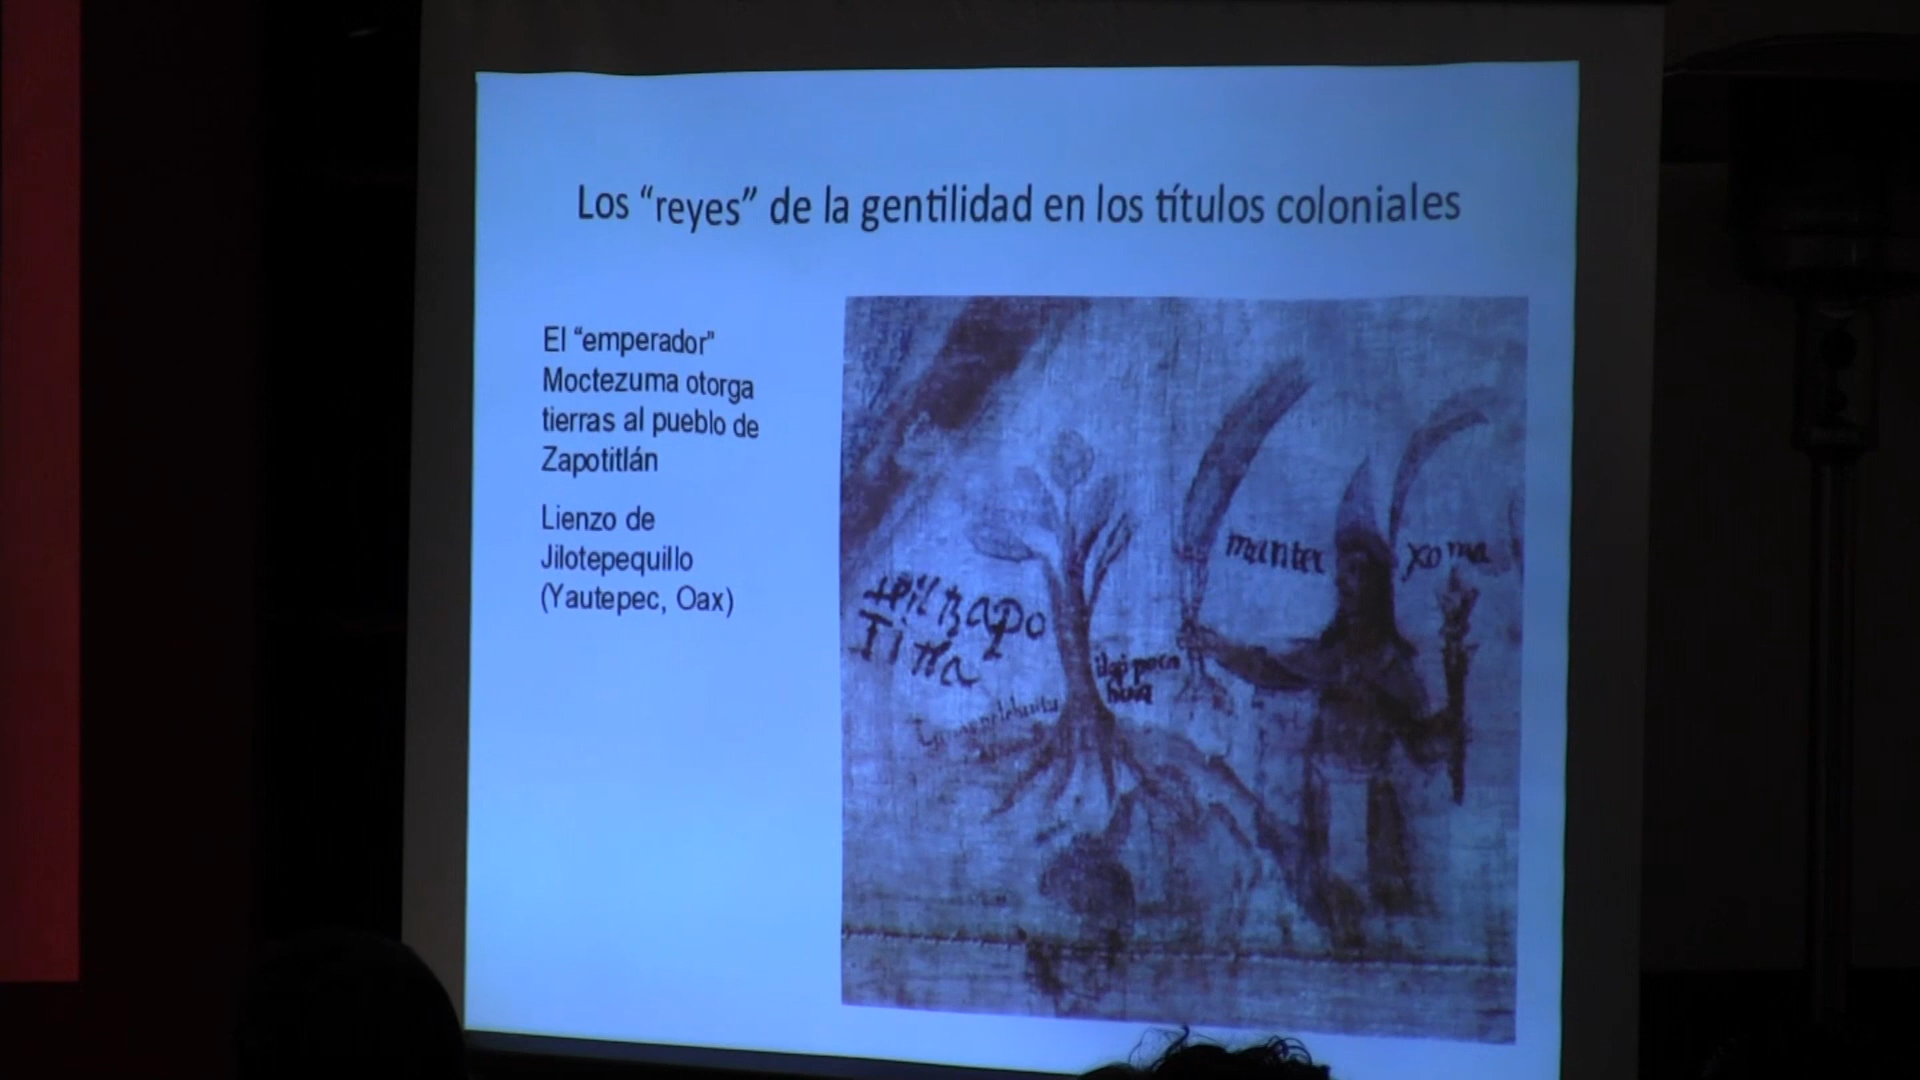 Los “reyes” de la gentilidad en los títulos coloniales
El “emperador”
Moctezuma otorga
tierras al pueblo de
Zapotitlán
Lienzo de
Jilotepequillo
(Yautepec, Oax)
xoma
Titla